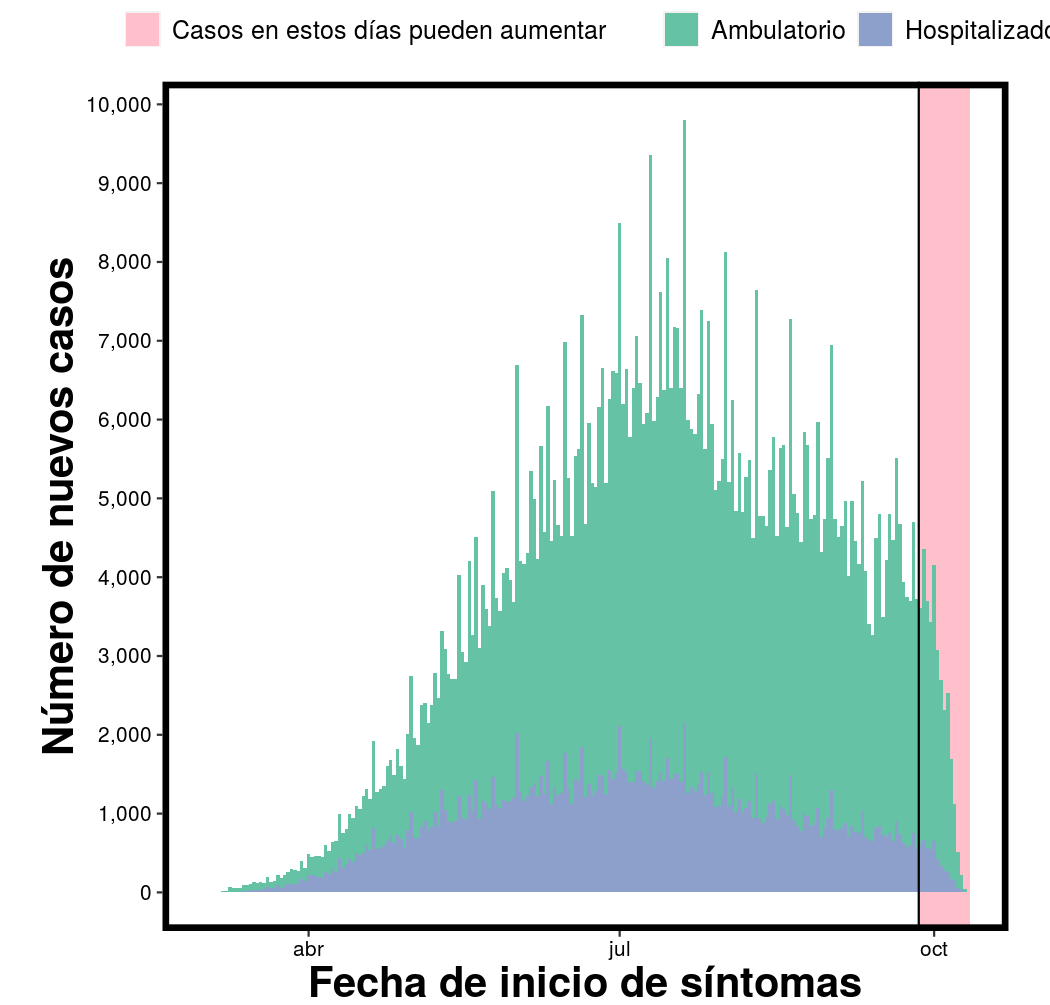 Casos en estos días pueden aumentar Ambulatorio Hospitalizado
10,000
9,000
8,000
7,000
6,000
5,000
4,000
3,000
2,000
1,000
0
Número de nuevos casos
abr jul oct
Fecha de inicio de síntomas